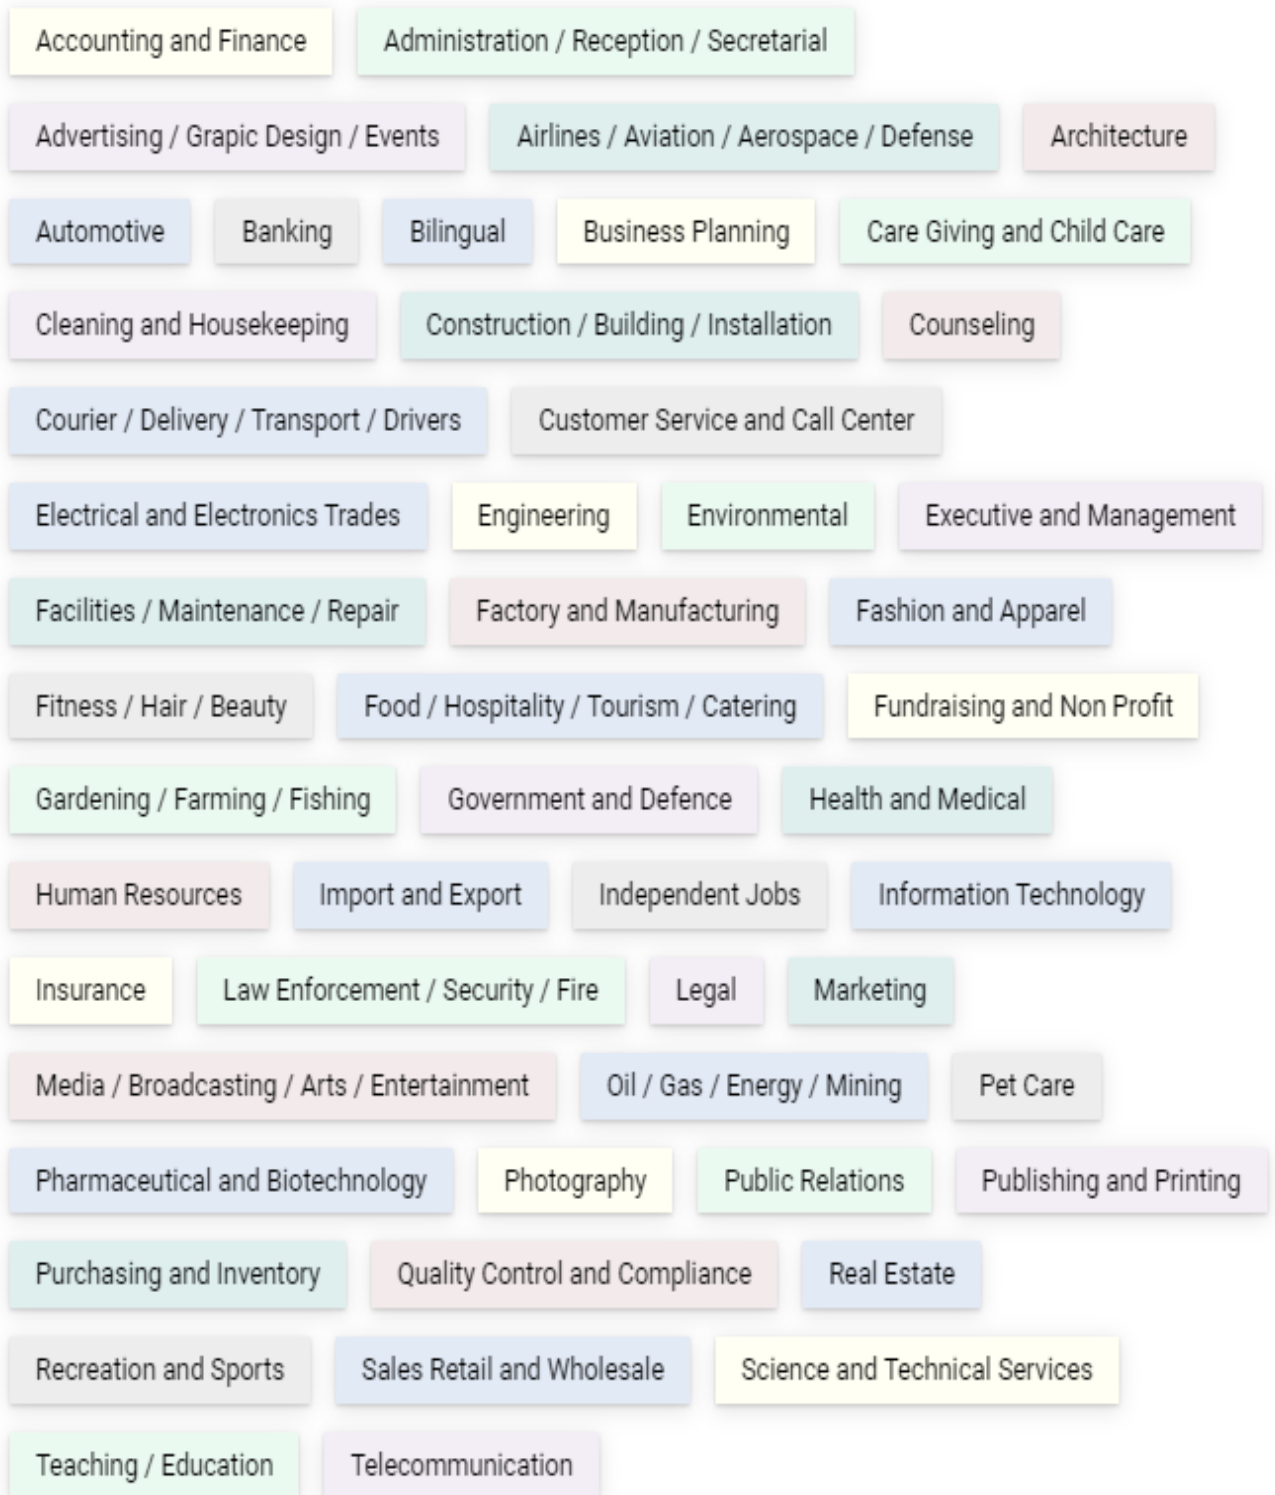 Accounting and Finance Administration / Reception / Secretarial
Advertising / Grapic Design / Events Airlines / Aviation / Aerospace / Defense Architecture
Automotive Banking Bilingual Business Planning Care Giving and Child Care
Cleaning and Housekeeping Construction / Building / Installation Counseling
Courier / Delivery / Transport / Drivers Customer Service and Call Center
Electrical and Electronics Trades Engineering Environmental Executive and Management
Facilities / Maintenance / Repair Factory and Manufacturing Fashion and Apparel
Fitness / Hair / Beauty Food / Hospitality / Tourism / Catering Fundraising and Non Profit
Gardening / Farming / Fishing Government and Defence Health and Medical
Human Resources Import and Export Independent Jobs Information Technology
Insurance Law Enforcement / Security / Fire Legal Marketing
Media / Broadcasting / Arts / Entertainment Oil / Gas / Energy / Mining Pet Care
Pharmaceutical and Biotechnology Photography Public Relations Publishing and Printing
Purchasing and Inventory Quality Control and Compliance Real Estate
Recreation and Sports Sales Retail and Wholesale Science and Technical Services
Teaching / Education Telecommunication